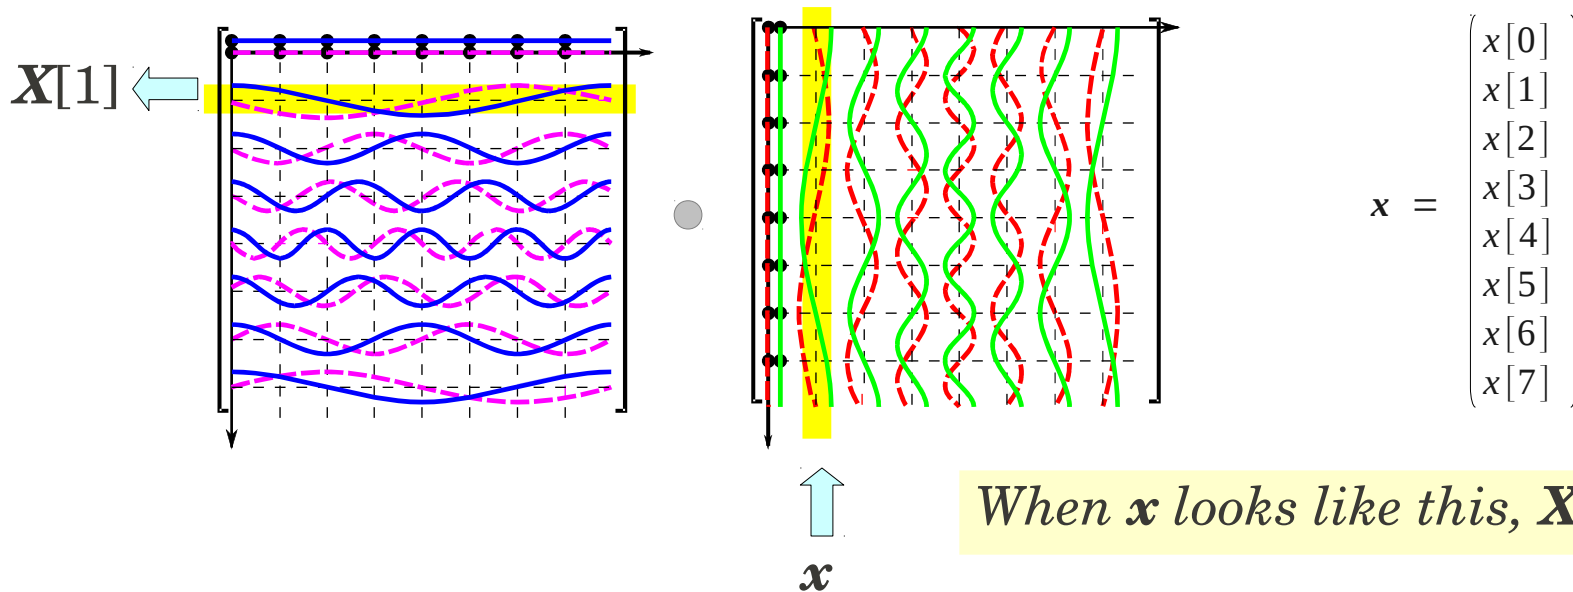 X[1]
x =
x[0]
x[1]
x[2]
x[3]
x[4]
x[5]
x[6]
x[7]
When x looks like this, X
x